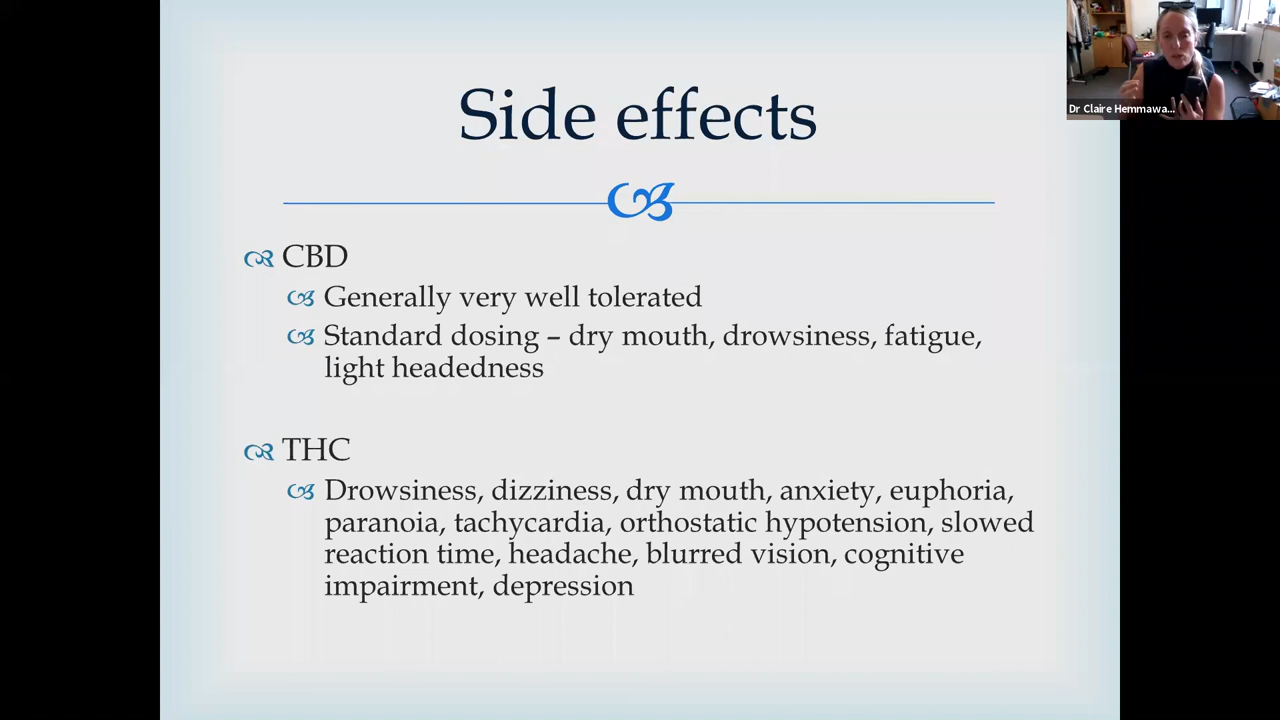 Side effects
CBD
Generally very well tolerated
Standard dosing – dry mouth, drowsiness, fatigue,
light headedness
THC
Drowsiness, dizziness, dry mouth, anxiety, euphoria,
paranoia, tachycardia, orthostatic hypotension, slowed
reaction time, headache, blurred vision, cognitive
impairment, depression
Dr Claire Hemmawa...